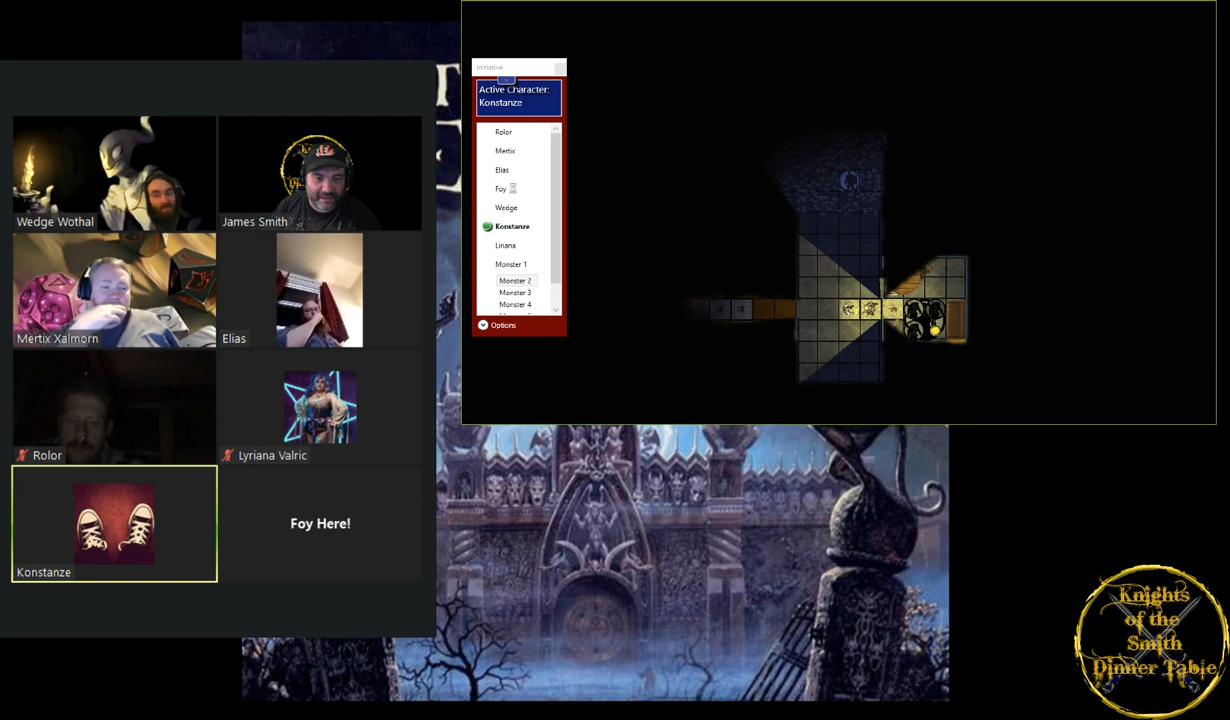 Wedge Wothal
James Smith
Mertix Xalmorn
Elias
Rolor
Lyriana Valric
Konstanze
Foy Here!
Initiative
Active Character:
Konstanze
Rolor
Mertix
Elias
Foy
Wedge
Konstanze
Liriana
Monster 1
Monster 2
Monster 3
Monster 4
Options
Knights
of the
Smith
Dinner Table